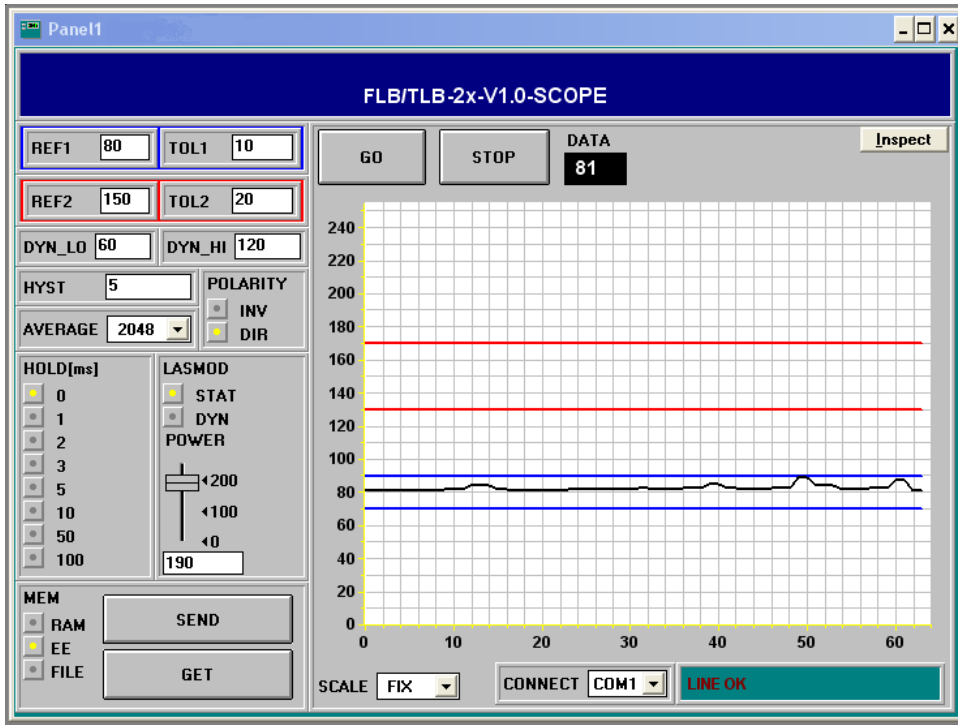 Panel1
FLB/TLB-2x-V1.0-SCOPE
REF1 80 TOL1 10
REF2 150 TOL2 20
DYN_LO 60 DYN_HI 120
HYST 5
POLARITY
INV
DIR
AVERAGE 2048
HOLD[ms]
0
1
2
3
5
10
50
100
LASMOD
STAT
DYN
POWER
200
100
0
190
MEM
RAM
EE
FILE
SEND
GET
GO
STOP
DATA
81
Inspect
240
220
200
180
160
140
120
100
80
60
40
20
0
0 10 20 30 40 50 60
SCALE FIX
CONNECT COM1
LINE OK